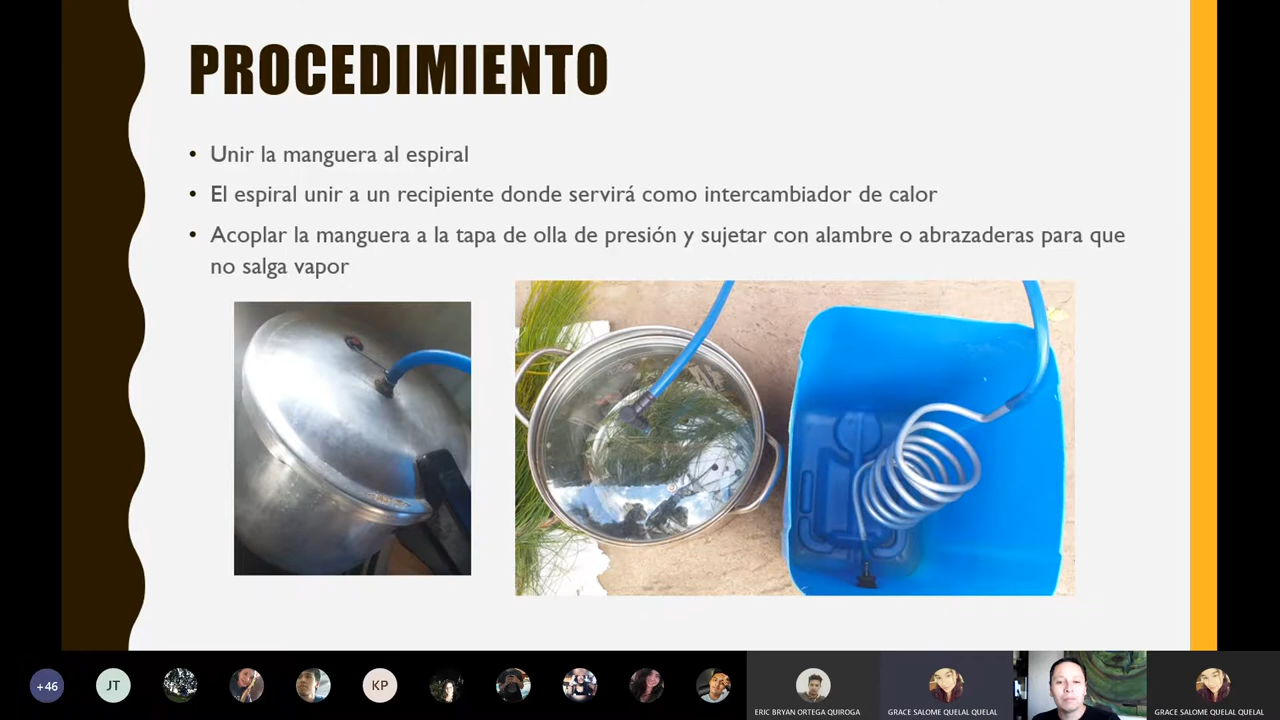 PROCEDIMIENTO
• Unir la manguera al espiral
• El espiral unir a un recipiente donde servirá como intercambiador de calor
• Acoplar la manguera a la tapa de olla de presión y sujetar con alambre o abrazaderas para que
no salga vapor
+46
JT
KP
ERIC BRYAN ORTEGA QUIROGA
GRACE SALOME QUELAL QUELAL
GRACE SALOME QUELAL QUELAL